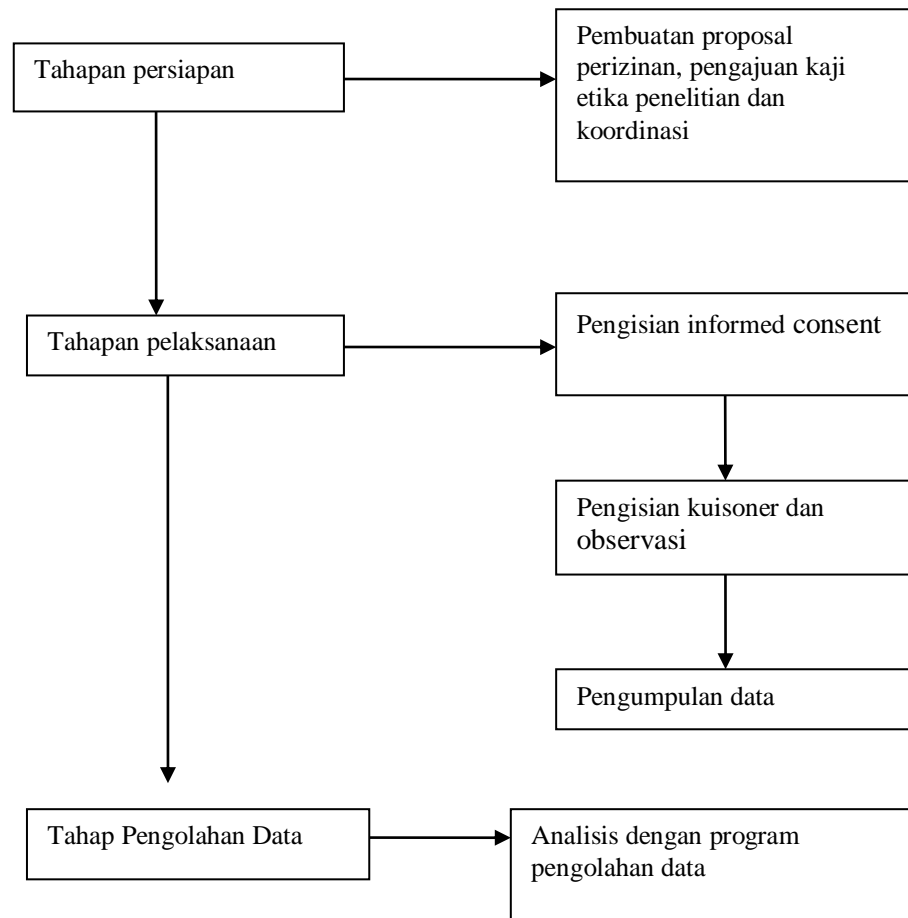 Tahapan persiapan
Pembuatan proposal
perizinan, pengajuan kaji
etika penelitian dan
koordinasi
Tahapan pelaksanaan
Pengisian informed consent
Pengisian kuisoner dan
observasi
Pengumpulan data
Tahap Pengolahan Data
Analisis dengan program
pengolahan data